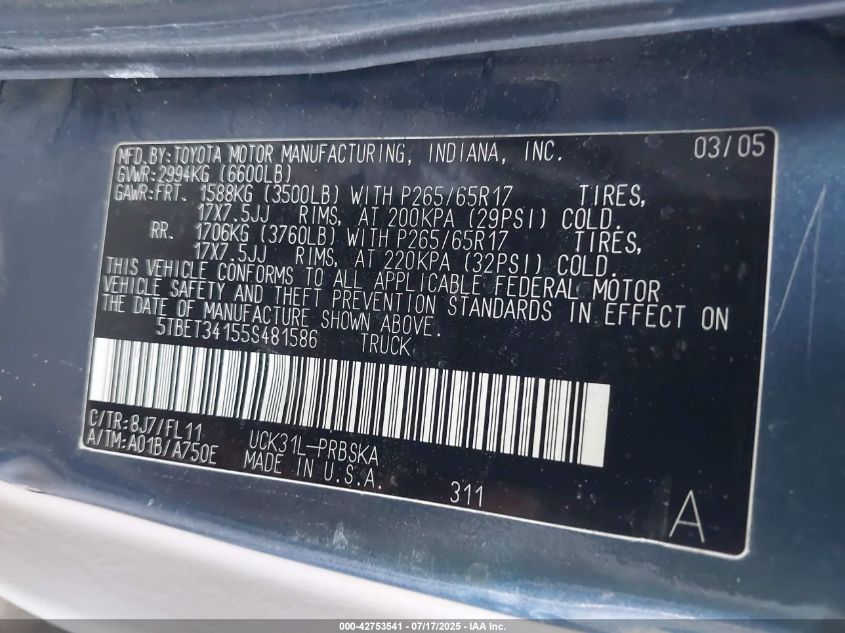 MFD.BY:TOYOTA MOTOR MANUFACTURING, INDIANA, INC. 03/05
GVWR:2994KG (6600LB)
GAWR:FRT. 1588KG (3500LB) WITH P265/65R17 TIRES,
17X7.5JJ RIMS, AT 200KPA (29PSI) COLD.
RR. 1706KG (3760LB) WITH P265/65R17 TIRES,
17X7.5JJ RIMS, AT 220KPA (32PSI) COLD.
THIS VEHICLE CONFORMS TO ALL APPLICABLE FEDERAL MOTOR
VEHICLE SAFETY AND THEFT PREVENTION STANDARDS IN EFFECT ON
THE DATE OF MANUFACTURE SHOWN ABOVE.
5TBET34155S481586 TRUCK
C/TR:8J7/FL11 UCK31L-PRBSKA
A/TM:A01B/A750E MADE IN U.S.A.
311 A
000-42753541 - 07/17/2025 - IAA Inc.